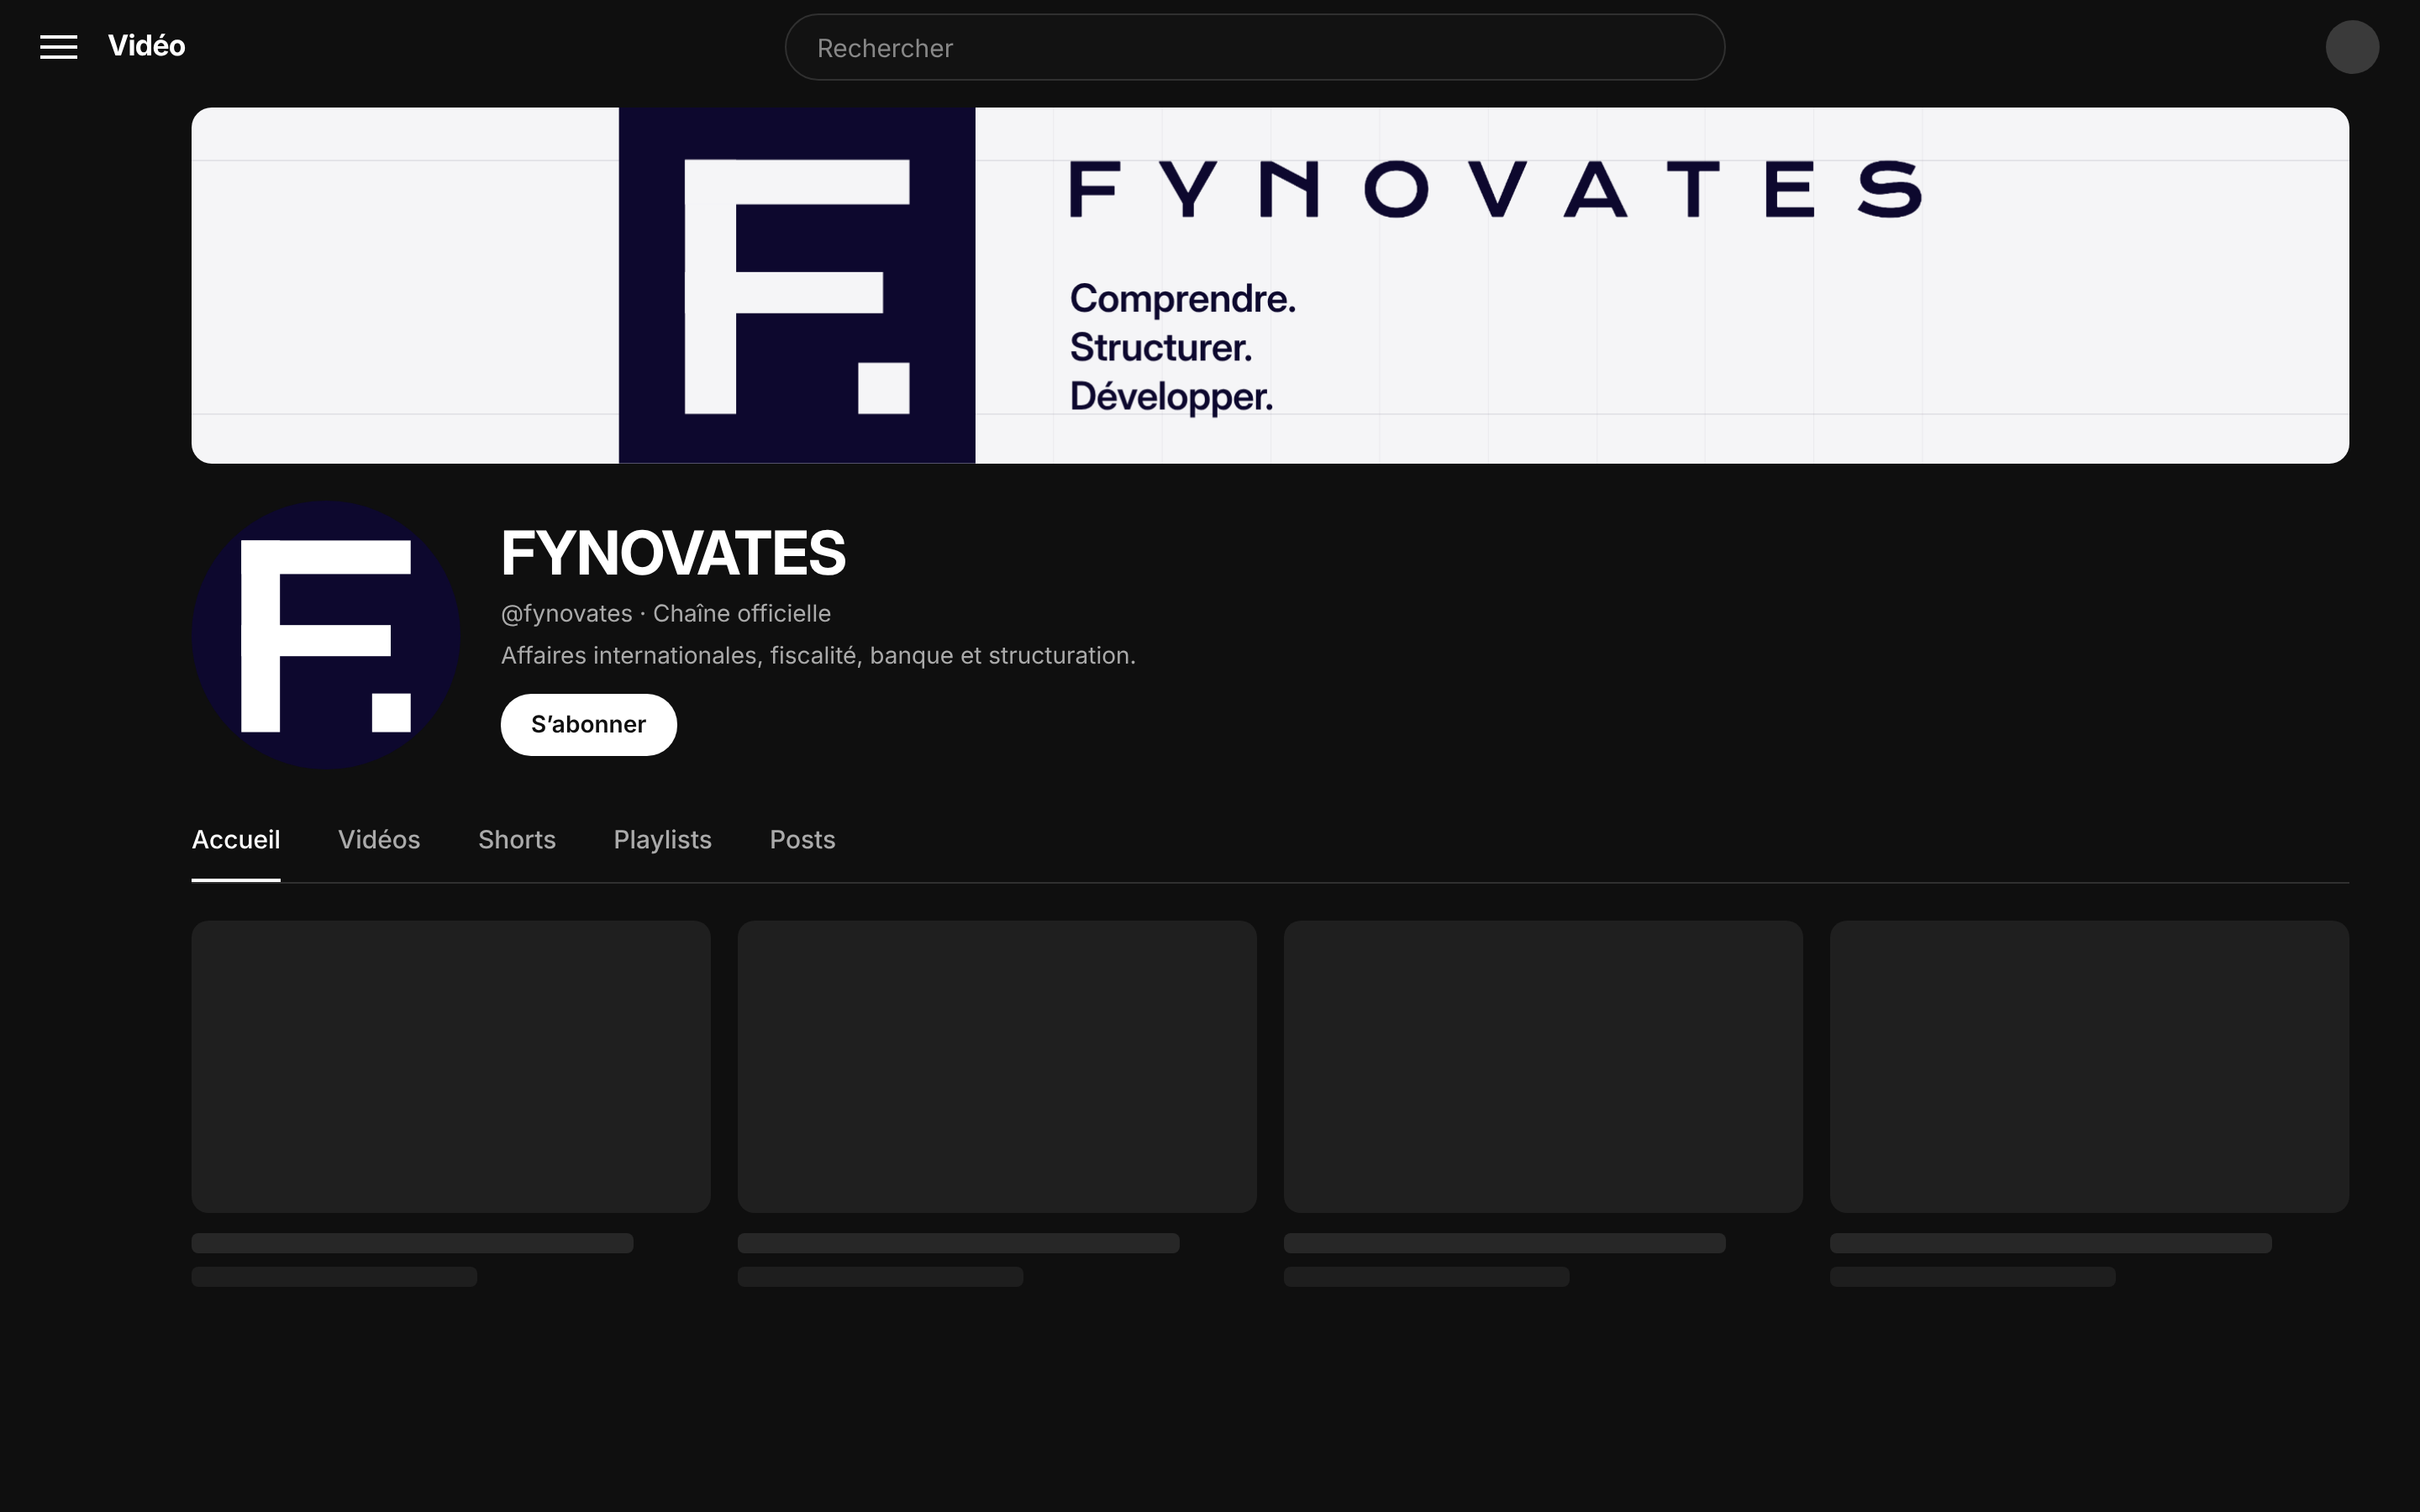 Vidéo
Rechercher
F.
FYNOVATES
Comprendre.
Structurer.
Développer.
F.
FYNOVATES
@fynovates · Chaîne officielle
Affaires internationales, fiscalité, banque et structuration.
S’abonner
Accueil Vidéos Shorts Playlists Posts